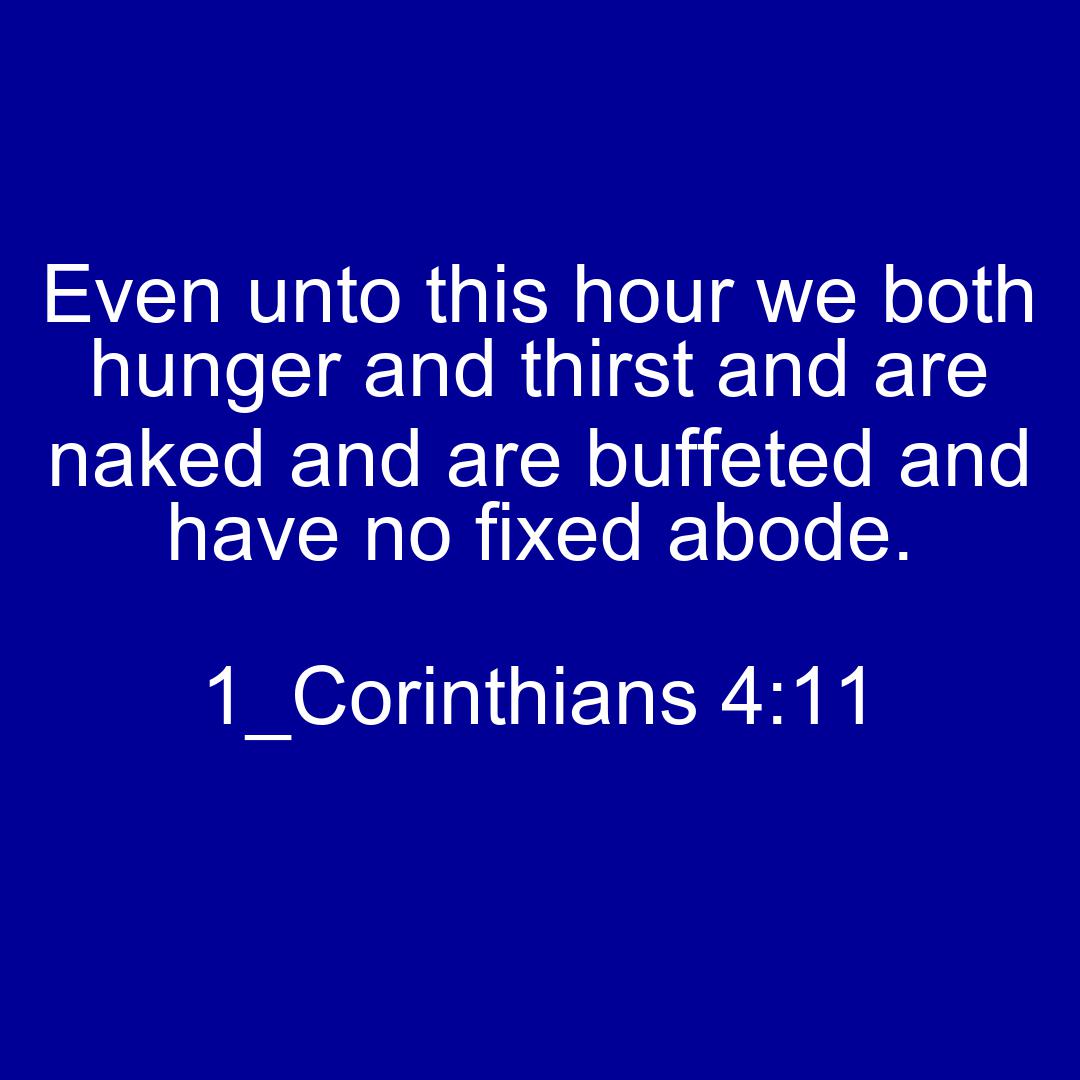 Even unto this hour we both
hunger and thirst and are
naked and are buffeted and
have no fixed abode.
1_Corinthians 4:11